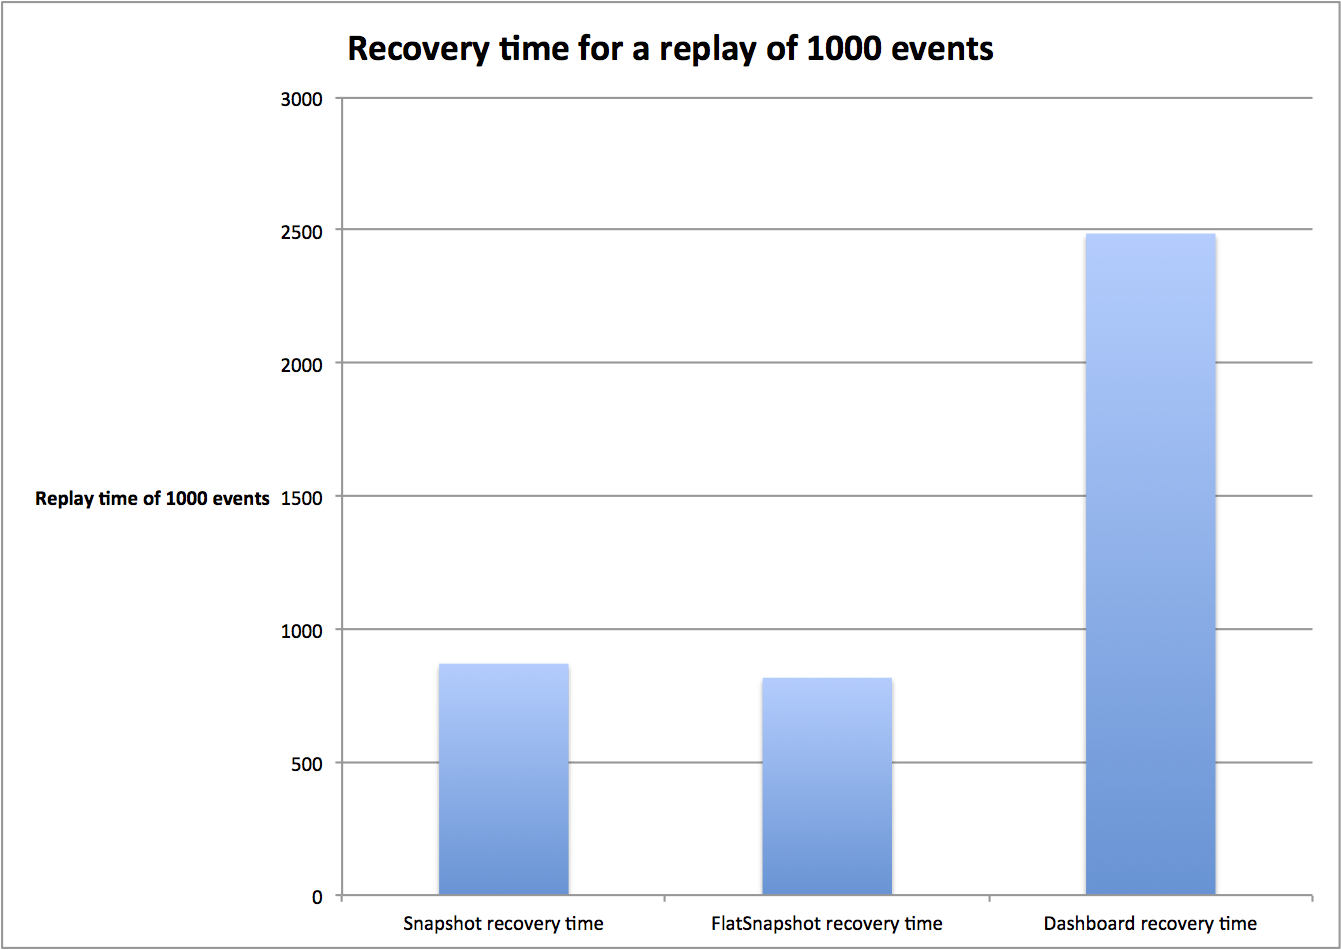 Recovery time for a replay of 1000 events
3000
2500
2000
Replay time of 1000 events 1500
1000
500
0
Snapshot recovery time FlatSnapshot recovery time Dashboard recovery time